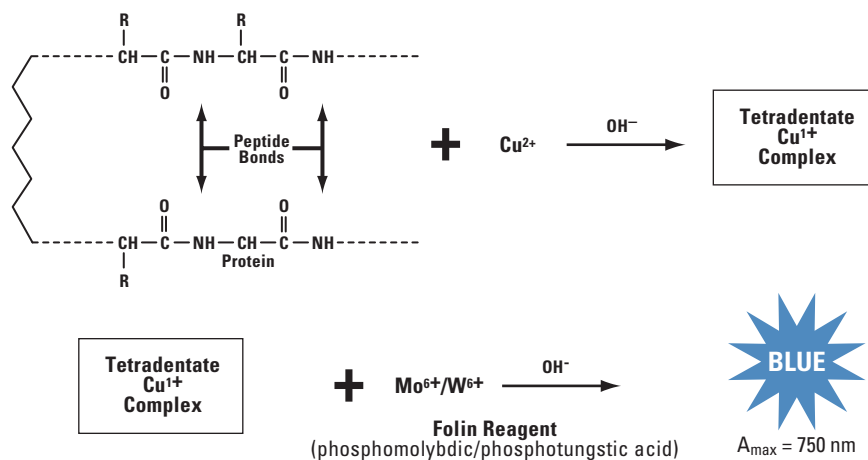 R R
CH—C—NH—CH—C—NH
O O
Peptide
Bonds
+ Cu²⁺
OH⁻
Tetradentate
Cu¹⁺
Complex
O O
CH—C—NH—CH—C—NH
Protein
R
Tetradentate
Cu¹⁺
Complex
+ Mo⁶⁺/W⁶⁺
OH⁻
Folin Reagent
(phosphomolybdic/phosphotungstic acid)
BLUE
Amax = 750 nm